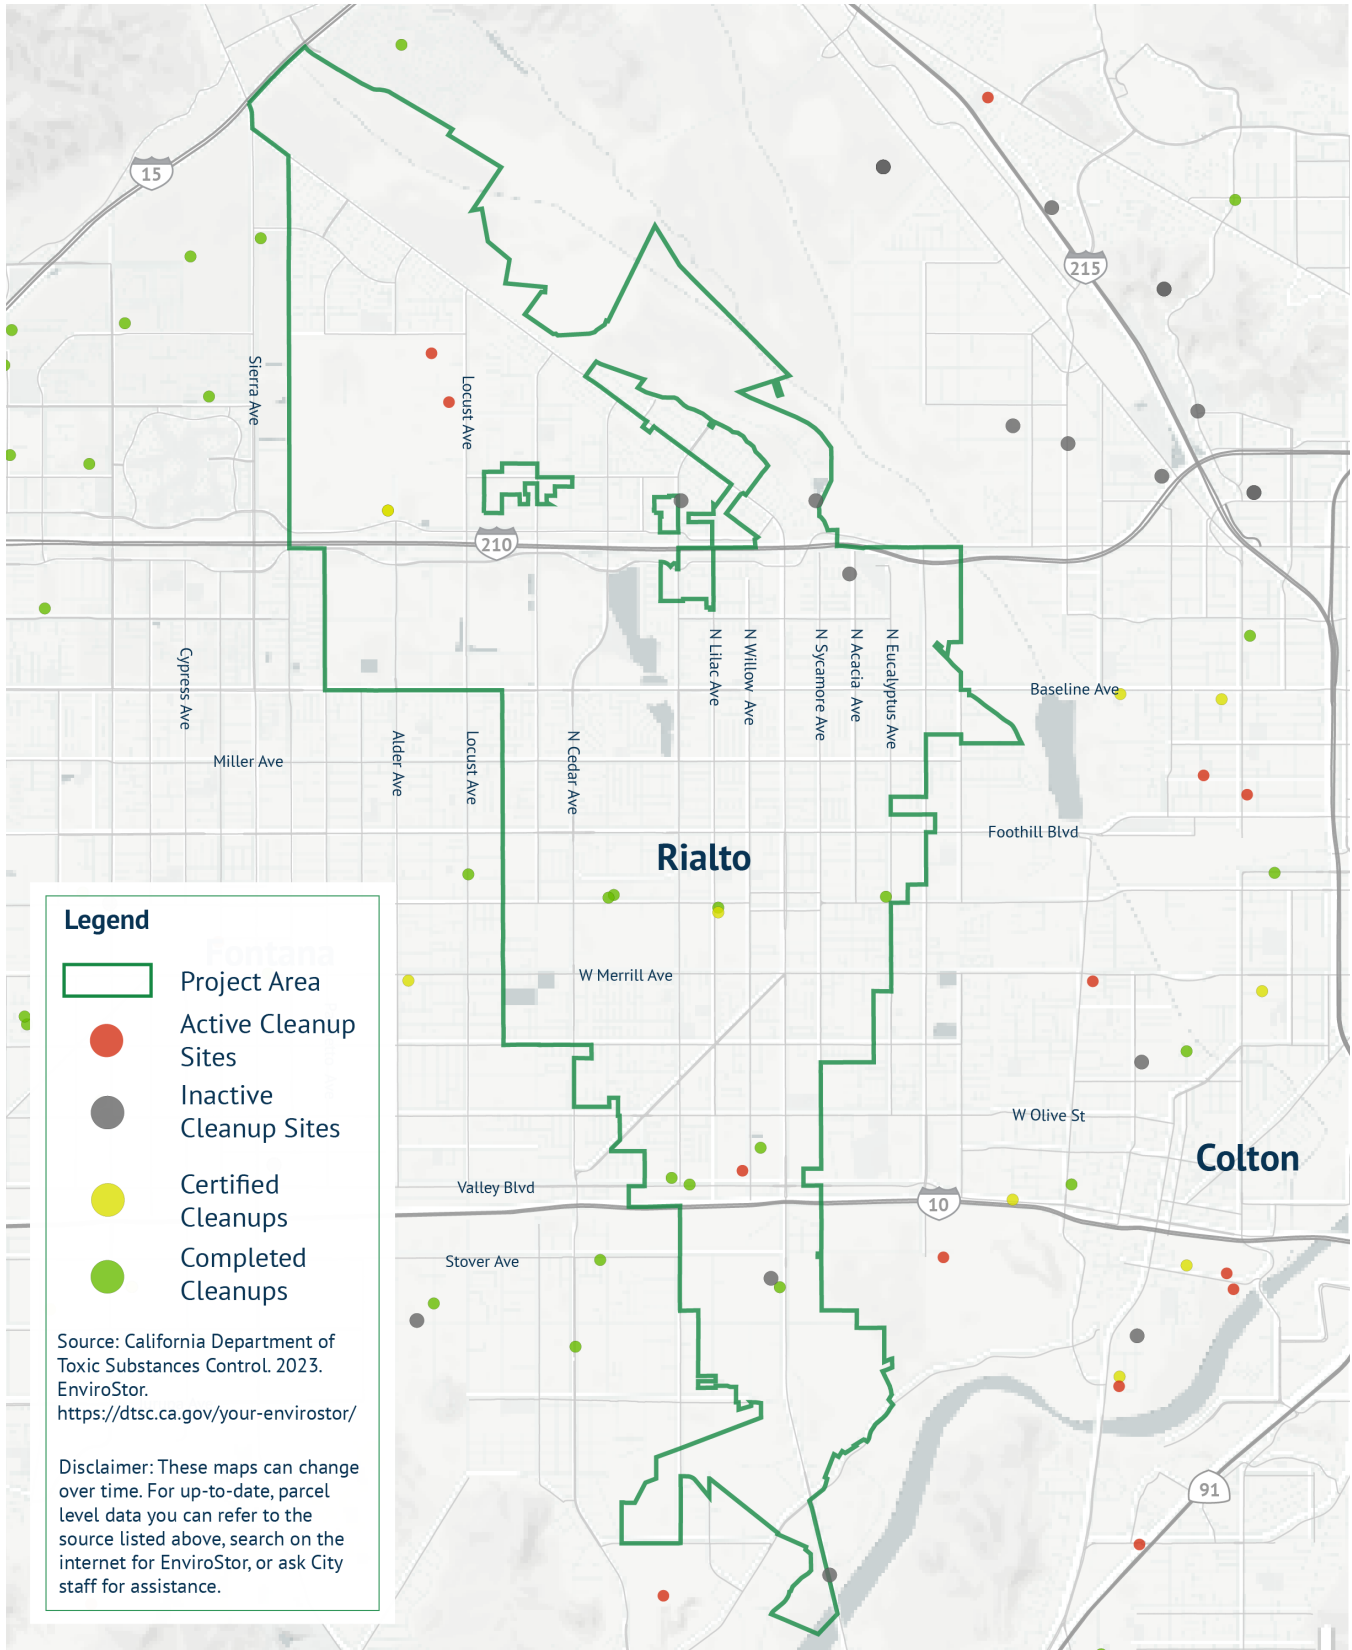 15
215
Sierra Ave
Locust Ave
210
N Lilac Ave
N Willow Ave
N Sycamore Ave
N Acacia Ave
N Eucalyptus Ave
Cypress Ave
Baseline Ave
Miller Ave
Alder Ave
Locust Ave
N Cedar Ave
Foothill Blvd
Rialto
W Merrill Ave
W Olive St
Colton
Valley Blvd
10
Stover Ave
91
Legend
Fontana
Project Area
Active Cleanup
Sites
Inactive
Cleanup Sites
Certified
Cleanups
Completed
Cleanups
Source: California Department of
Toxic Substances Control. 2023.
EnviroStor.
https://dtsc.ca.gov/your-envirostor/
Disclaimer: These maps can change
over time. For up-to-date, parcel
level data you can refer to the
source listed above, search on the
internet for EnviroStor, or ask City
staff for assistance.